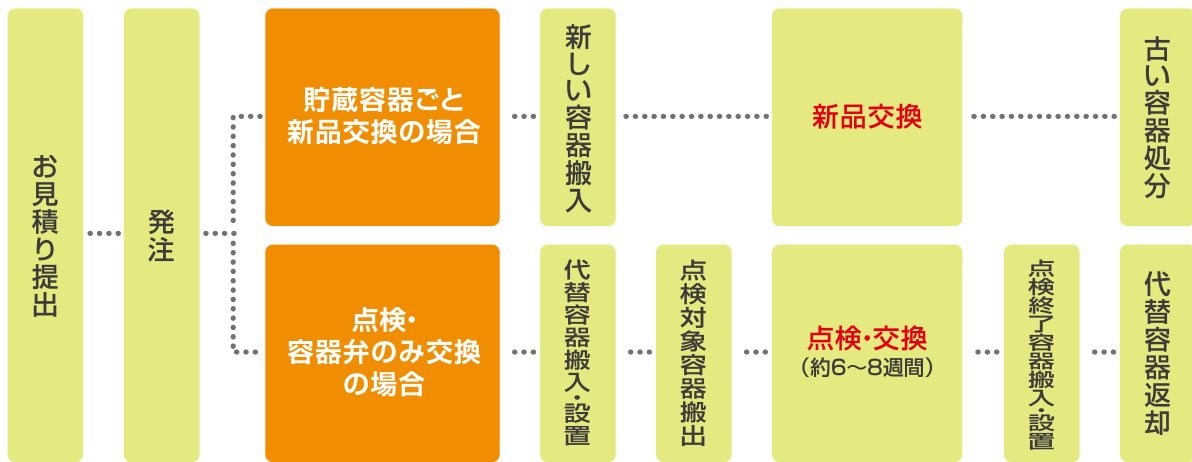 お見積り提出
発注
貯蔵容器ごと
新品交換の場合
新しい容器搬入
新品交換
古い容器処分
点検・
容器弁のみ交換
の場合
代替容器搬入・設置
点検対象容器搬出
点検・交換
（約6～8週間）
点検終了容器搬入・設置
代替容器返却